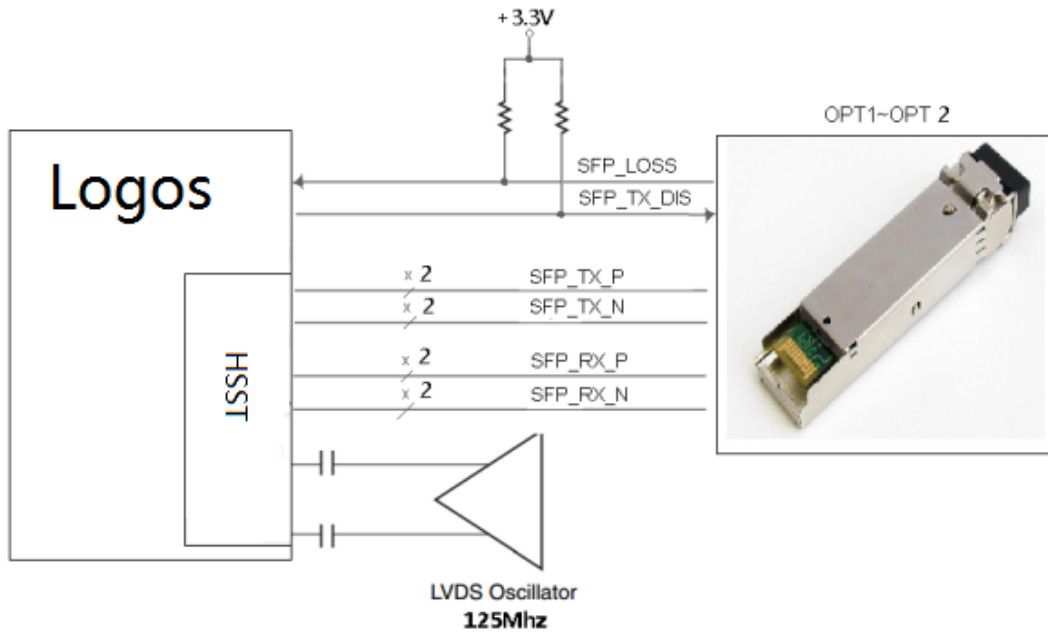 +3.3V
OPT1~OPT 2
Logos
SFP_LOSS
SFP_TX_DIS
x 2
SFP_TX_P
x 2
SFP_TX_N
x 2
SFP_RX_P
x 2
SFP_RX_N
HSST
LVDS Oscillator
125Mhz